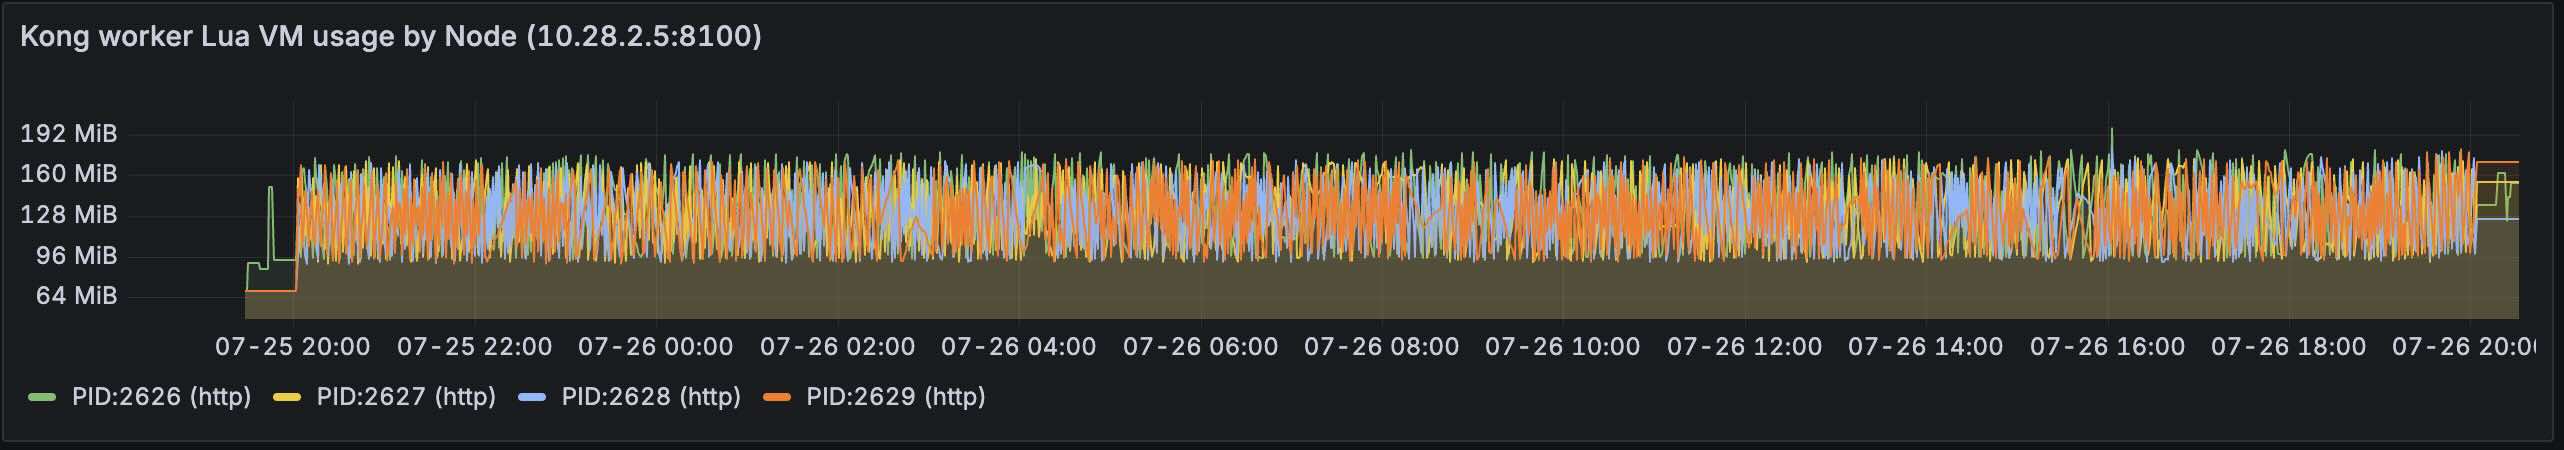 Kong worker Lua VM usage by Node (10.28.2.5:8100)
192 MiB
160 MiB
128 MiB
96 MiB
64 MiB
07-25 20:00 07-25 22:00 07-26 00:00 07-26 02:00 07-26 04:00 07-26 06:00 07-26 08:00 07-26 10:00 07-26 12:00 07-26 14:00 07-26 16:00 07-26 18:00 07-26 20:00
PID:2626 (http) PID:2627 (http) PID:2628 (http) PID:2629 (http)